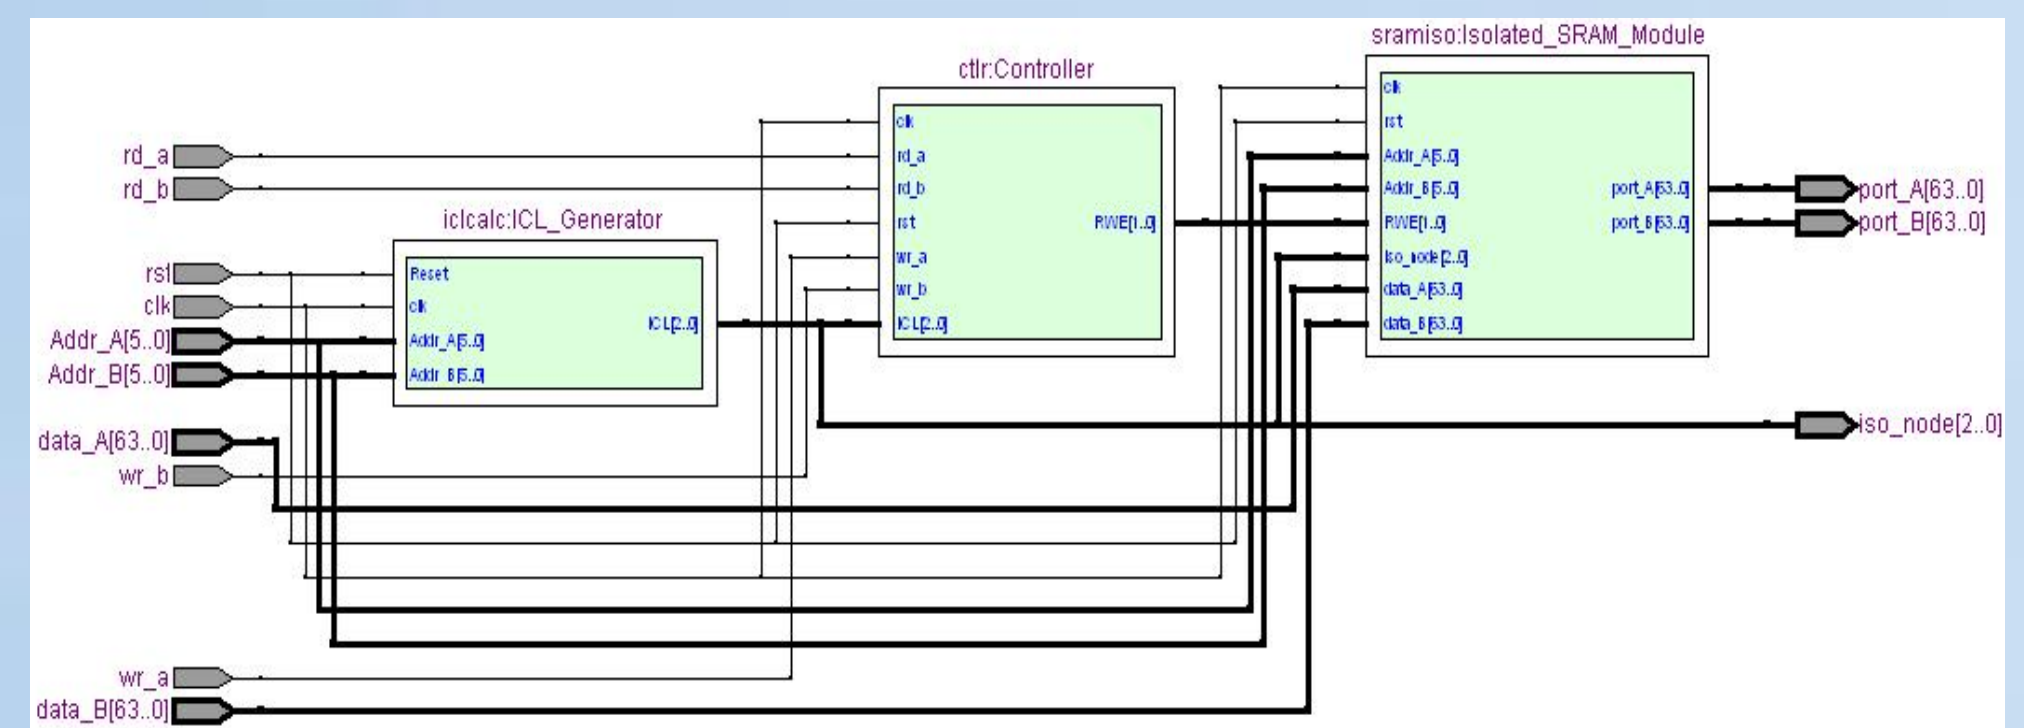 sramiso:Isolated_SRAM_Module
ctlr:Controller
iclcalc:ICL_Generator
rd_a
rd_b
rst
clk
Addr_A[5..0]
Addr_B[5..0]
data_A[63..0]
wr_b
wr_a
data_B[63..0]
Reset
clk
Addr_A[5..0]
Addr_B[5..0]
ICL[2..0]
clk
rd_a
rd_b
rst
wr_a
wr_b
ICL[2..0]
RWE[1..0]
clk
rst
Addr_A[5..0]
Addr_B[5..0]
RWE[1..0]
Iso_node[2..0]
data_A[63..0]
data_B[63..0]
port_A[63..0]
port_B[63..0]
port_A[63..0]
port_B[63..0]
iso_node[2..0]